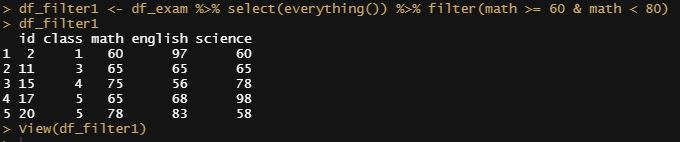 > df_filter1 <- df_exam %>% select(everything()) %>% filter(math >= 60 & math < 80)
> df_filter1
  id class math english science
1  2     1   60      97      60
2 11     3   65      65      65
3 15     4   75      56      78
4 17     5   65      68      98
5 20     5   78      83      58
> View(df_filter1)
>